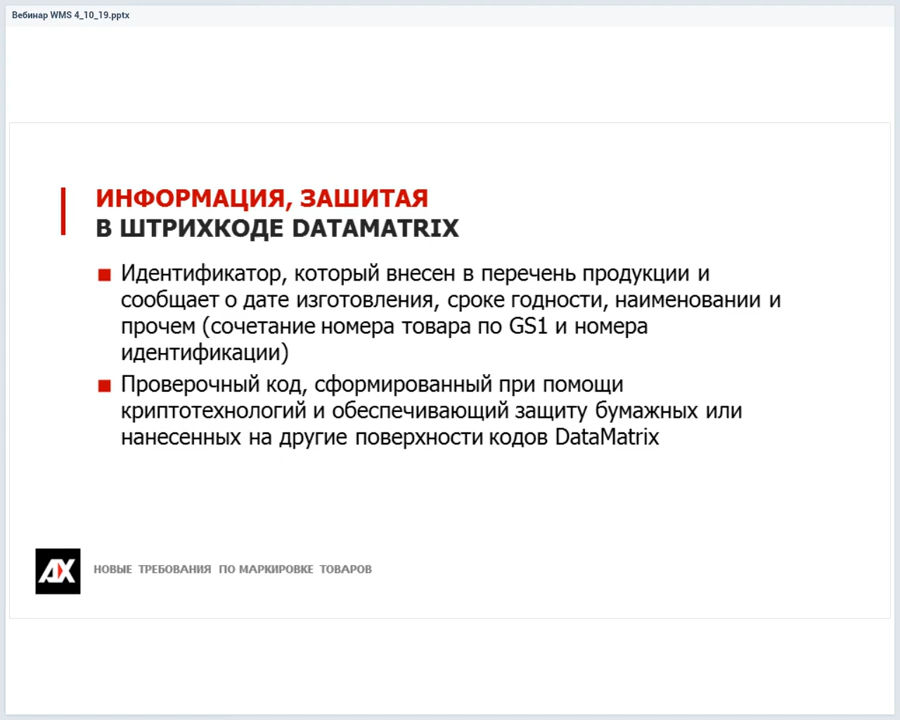 Вебинар WMS 4_10_19.pptx
ИНФОРМАЦИЯ, ЗАШИТАЯ
В ШТРИХКОДЕ DATAMATRIX
Идентификатор, который внесен в перечень продукции и
сообщает о дате изготовления, сроке годности, наименовании и
прочем (сочетание номера товара по GS1 и номера
идентификации)
Проверочный код, сформированный при помощи
криптотехнологий и обеспечивающий защиту бумажных или
нанесенных на другие поверхности кодов DataMatrix
АХ
НОВЫЕ ТРЕБОВАНИЯ ПО МАРКИРОВКЕ ТОВАРОВ